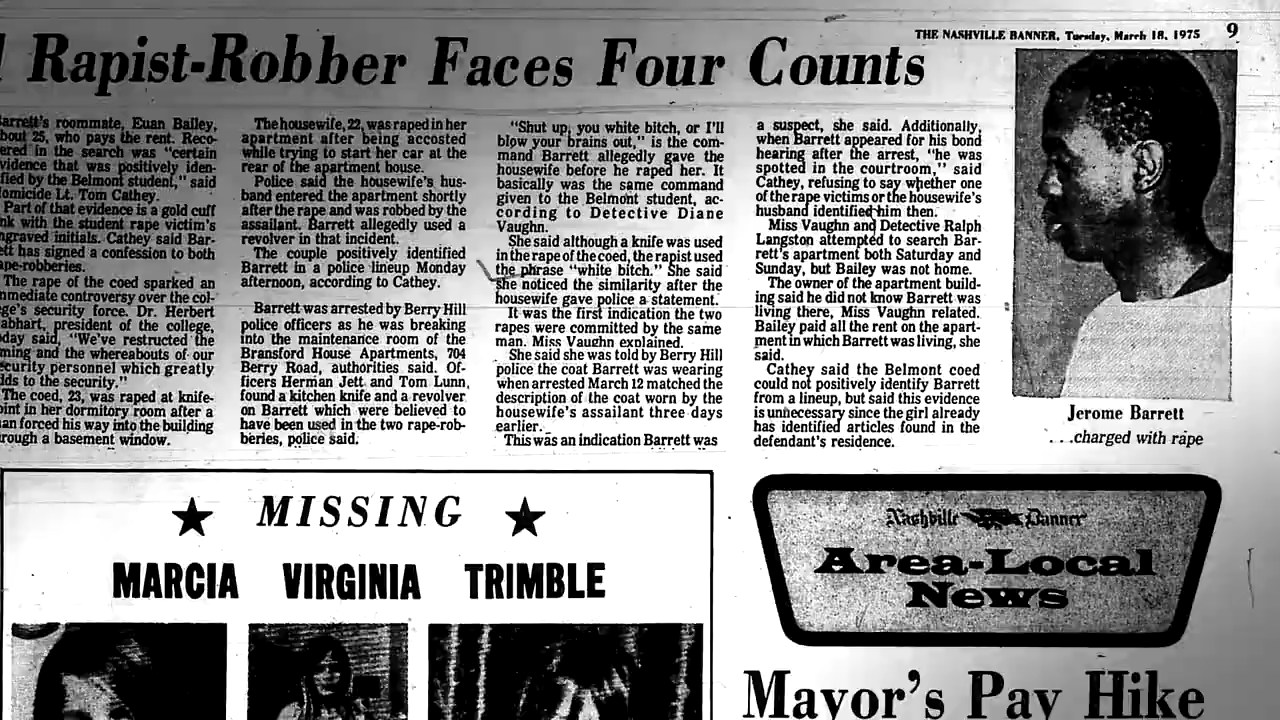 THE NASHVILLE BANNER, Tuesday, March 18, 1975 9
Rapist-Robber Faces Four Counts
arrett's roommate, Euan Bailey,
bout 25, who pays the rent. Reco-
ered in the search was "certain
vidence that was positively iden-
fied by the Belmont student," said
omicide Lt. Tom Cathey.
Part of that evidence is a gold cuff
nk with the student rape victim's
ngraved initials. Cathey said Bar-
ett has signed a confession to both
ape-robberies.
The rape of the coed sparked an
mmediate controversy over the col-
ge's security force. Dr. Herbert
abhart, president of the college,
day said, "We've restructed the
ming and the whereabouts of our
ecurity personnel which greatly
dds to the security."
The coed, 23, was raped at knife-
oint in her dormitory room after a
an forced his way into the building
rough a basement window.
The housewife, 22, was raped in her
apartment after being accosted
while trying to start her car at the
rear of the apartment house.
Police said the housewife's hus-
band entered the apartment shortly
after the rape and was robbed by the
assailant. Barrett allegedly used a
revolver in that incident.
The couple positively identified
Barrett in a police lineup Monday
afternoon, according to Cathey.
Barrett was arrested by Berry Hill
police officers as he was breaking
into the maintenance room of the
Bransford House Apartments, 704
Berry Road, authorities said. Of-
ficers Herman Jett and Tom Lunn,
found a kitchen knife and a revolver
on Barrett which were believed to
have been used in the two rape-rob-
beries, police said.
"Shut up, you white bitch, or I'll
blow your brains out," is the com-
mand Barrett allegedly gave the
housewife before he raped her. It
basically was the same command
given to the Belmont student, ac-
cording to Detective Diane
Vaughn.
She said although a knife was used
in the rape of the coed, the rapist used
the phrase "white bitch." She said
she noticed the similarity after the
housewife gave police a statement.
It was the first indication the two
rapes were committed by the same
man. Miss Vaughn explained.
She said she was told by Berry Hill
police the coat Barrett was wearing
when arrested March 12 matched the
description of the coat worn by the
housewife's assailant three days
earlier.
This was an indication Barrett was
a suspect, she said. Additionally,
when Barrett appeared for his bond
hearing after the arrest, "he was
spotted in the courtroom," said
Cathey, refusing to say whether one
of the rape victims or the housewife's
husband identified him then.
Miss Vaughn and Detective Ralph
Langston attempted to search Bar-
rett's apartment both Saturday and
Sunday, but Bailey was not home.
The owner of the apartment build-
ing said he did not know Barrett was
living there, Miss Vaughn related.
Bailey paid all the rent on the apart-
ment in which Barrett was living, she
said.
Cathey said the Belmont coed
could not positively identify Barrett
from a lineup, but said this evidence
is unnecessary since the girl already
has identified articles found in the
defendant's residence.
Jerome Barrett
. . .charged with rape
MISSING
MARCIA VIRGINIA TRIMBLE
Nashville Banner
Area-Local
News
Mayor's Pay Hike